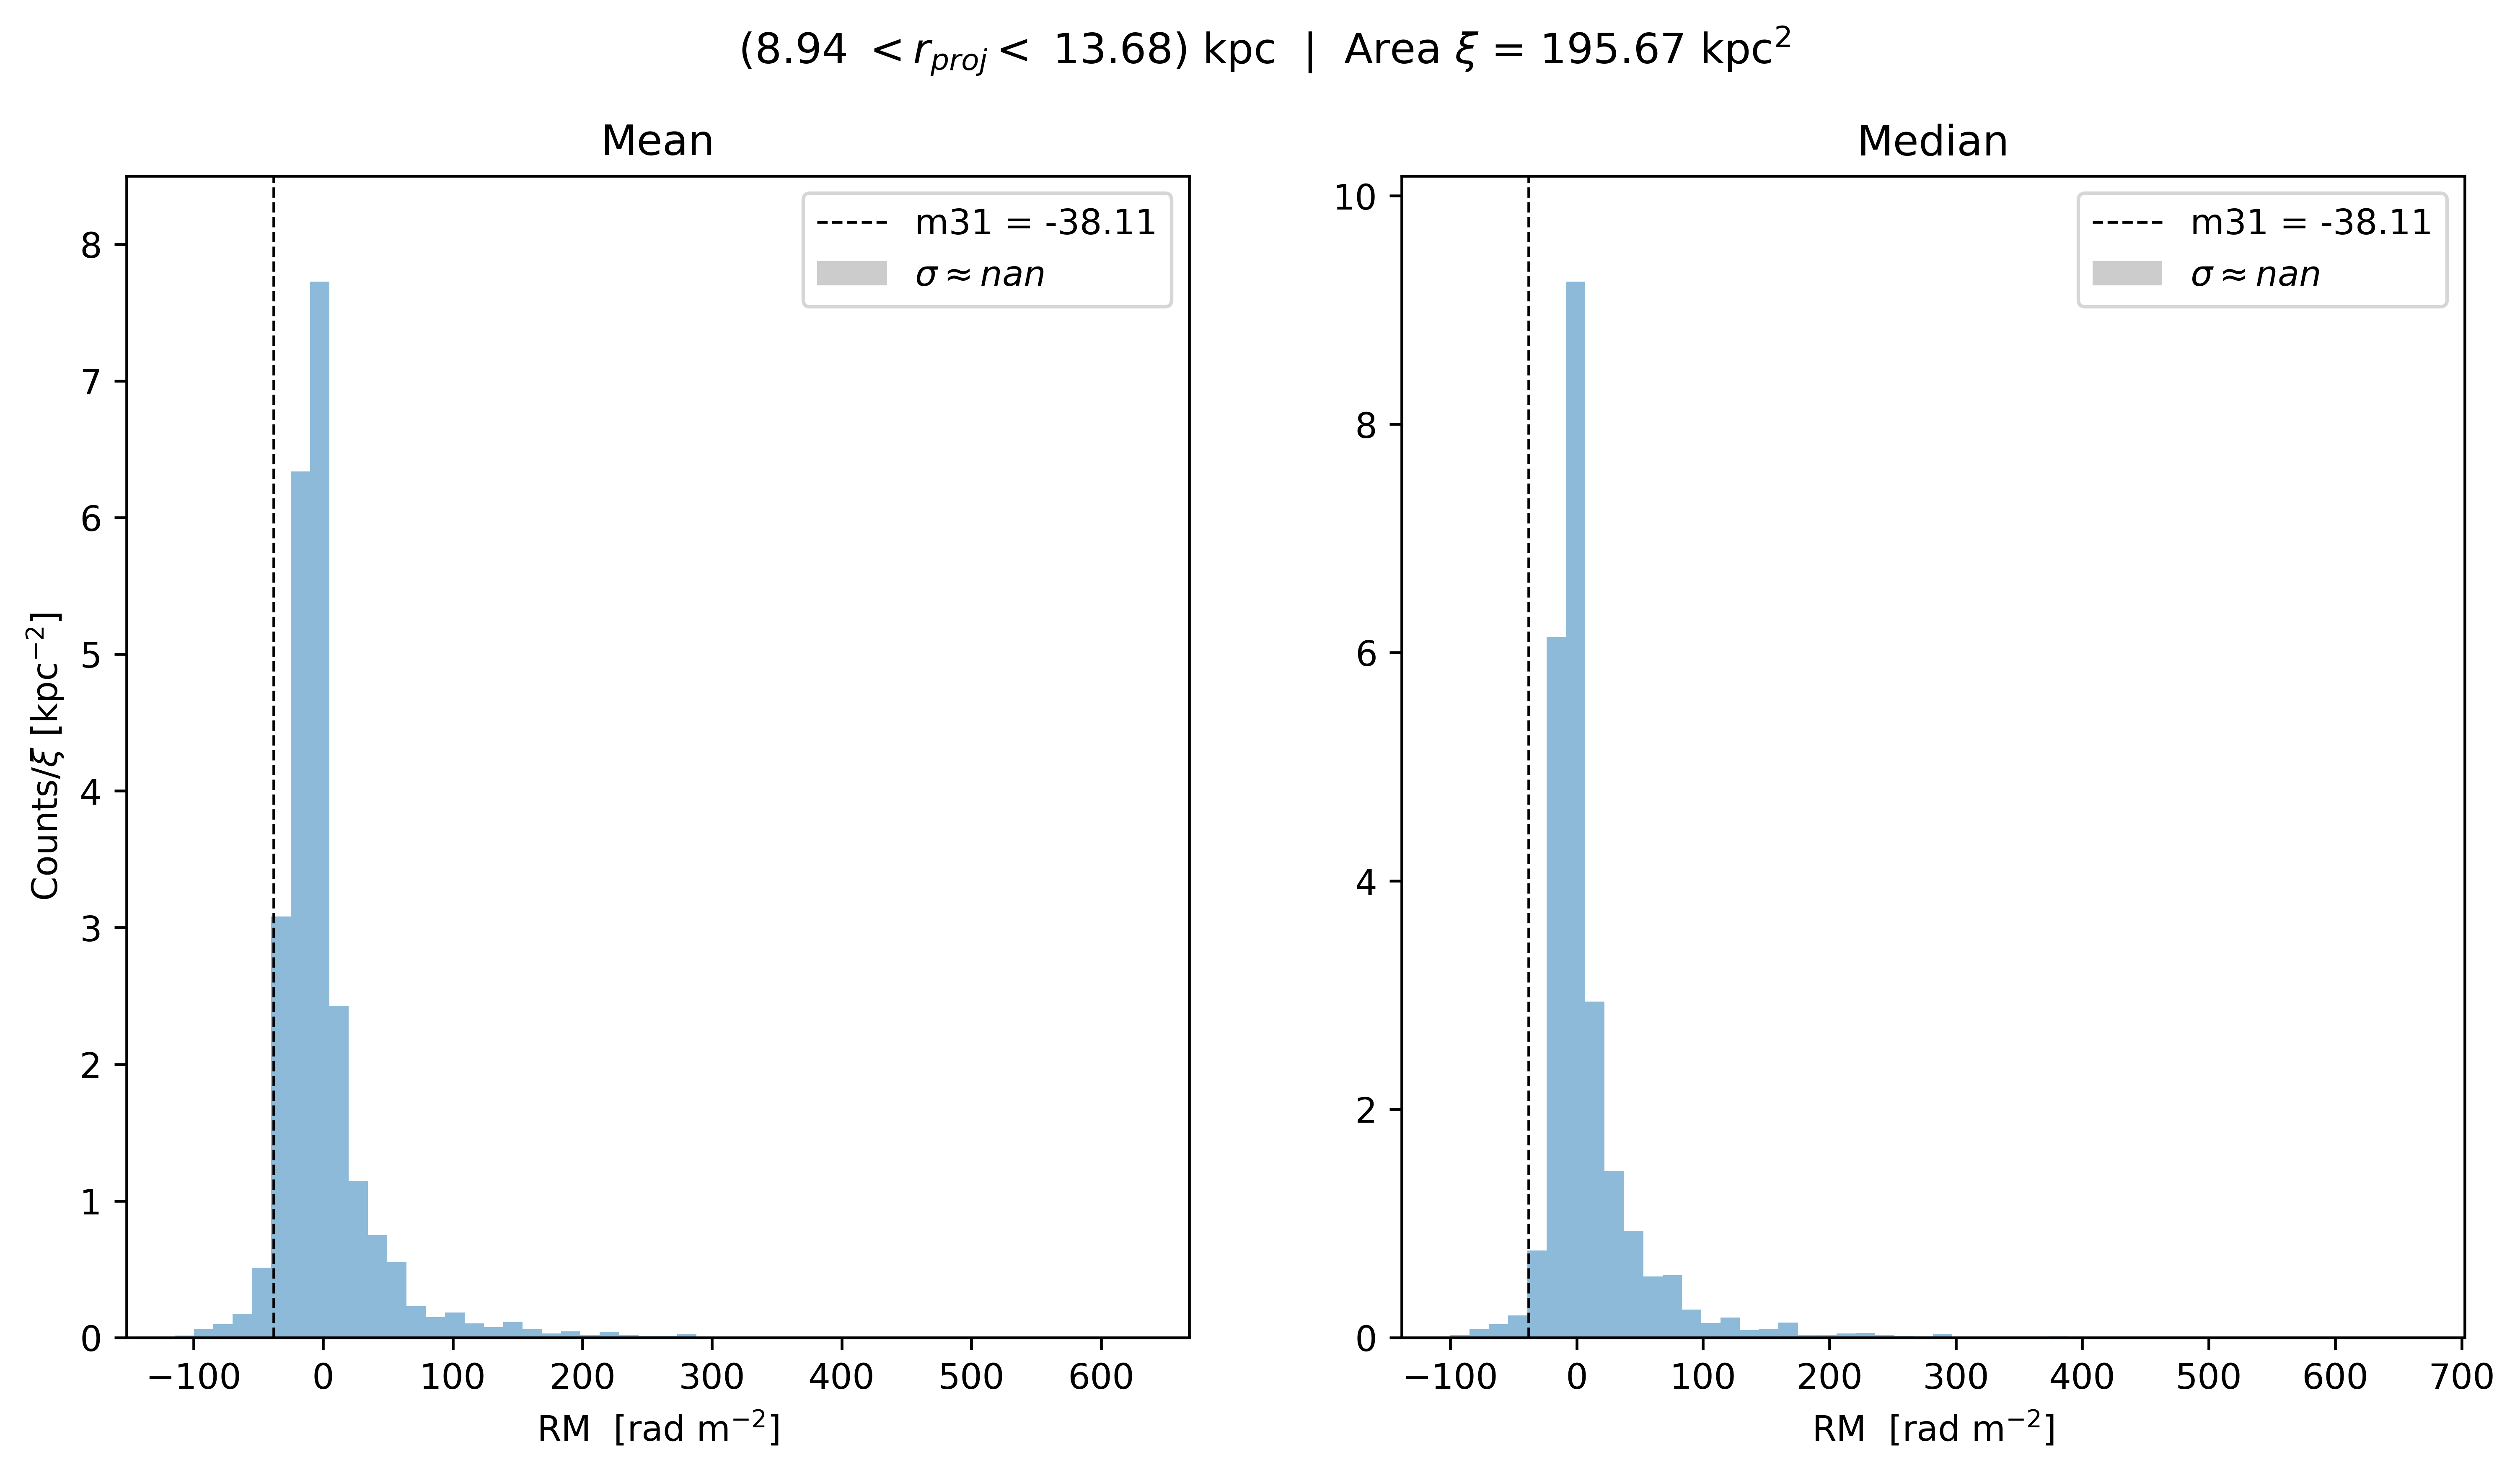 (8.94 < r_proj < 13.68) kpc | Area ξ = 195.67 kpc²
Mean
m31 = -38.11
σ ≈ nan
Counts/ξ [kpc⁻²]
8
7
6
5
4
3
2
1
0
−100 0 100 200 300 400 500 600
RM [rad m⁻²]
Median
m31 = -38.11
σ ≈ nan
10
8
6
4
2
0
−100 0 100 200 300 400 500 600 700
RM [rad m⁻²]